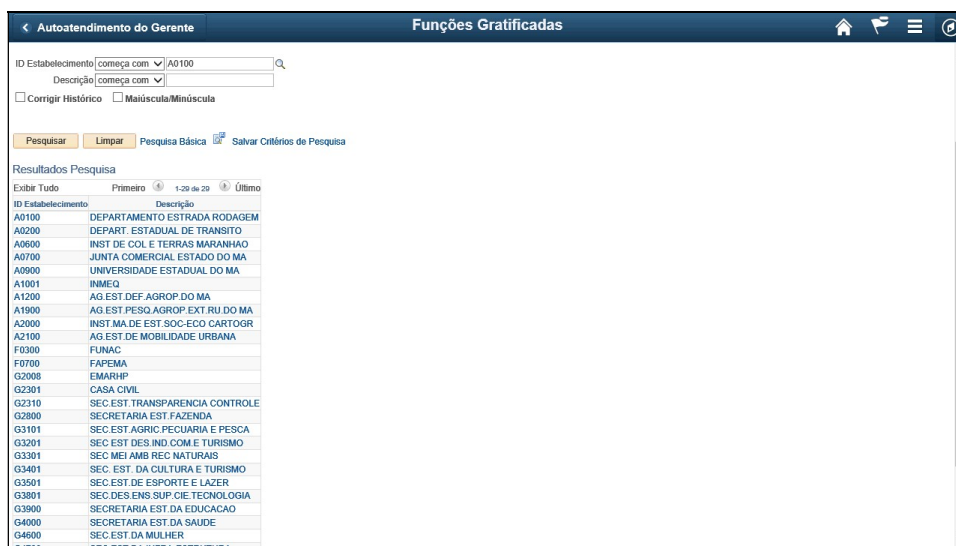 Autoatendimento do Gerente
Funções Gratificadas
ID Estabelecimento começa com A0100
Descrição começa com
Corrigir Histórico Maiúscula/Minúscula
Pesquisar Limpar Pesquisa Básica Salvar Critérios de Pesquisa
Resultados Pesquisa
Exibir Tudo Primeiro 1-29 de 29 Último
ID Estabelecimento Descrição
A0100 DEPARTAMENTO ESTRADA RODAGEM
A0200 DEPART. ESTADUAL DE TRANSITO
A0600 INST DE COL E TERRAS MARANHAO
A0700 JUNTA COMERCIAL ESTADO DO MA
A0900 UNIVERSIDADE ESTADUAL DO MA
A1001 INMEQ
A1200 AG.EST.DEF.AGROP.DO MA
A1900 AG.EST.PESQ.AGROP.EXT.RU.DO MA
A2000 INST.MA.DE EST.SOC-ECO CARTOGR
A2100 AG.EST.DE MOBILIDADE URBANA
F0300 FUNAC
F0700 FAPEMA
G2008 EMARHP
G2301 CASA CIVIL
G2310 SEC.EST.TRANSPARENCIA CONTROLE
G2800 SECRETARIA EST.FAZENDA
G3101 SEC.EST.AGRIC.PECUARIA E PESCA
G3201 SEC EST DES.IND.COM.E TURISMO
G3301 SEC MEI AMB REC NATURAIS
G3401 SEC. EST. DA CULTURA E TURISMO
G3501 SEC.EST.DE ESPORTE E LAZER
G3801 SEC.DES.ENS.SUP.CIE.TECNOLOGIA
G3900 SECRETARIA EST.DA EDUCACAO
G4000 SECRETARIA EST.DA SAUDE
G4600 SEC.EST.DA MULHER